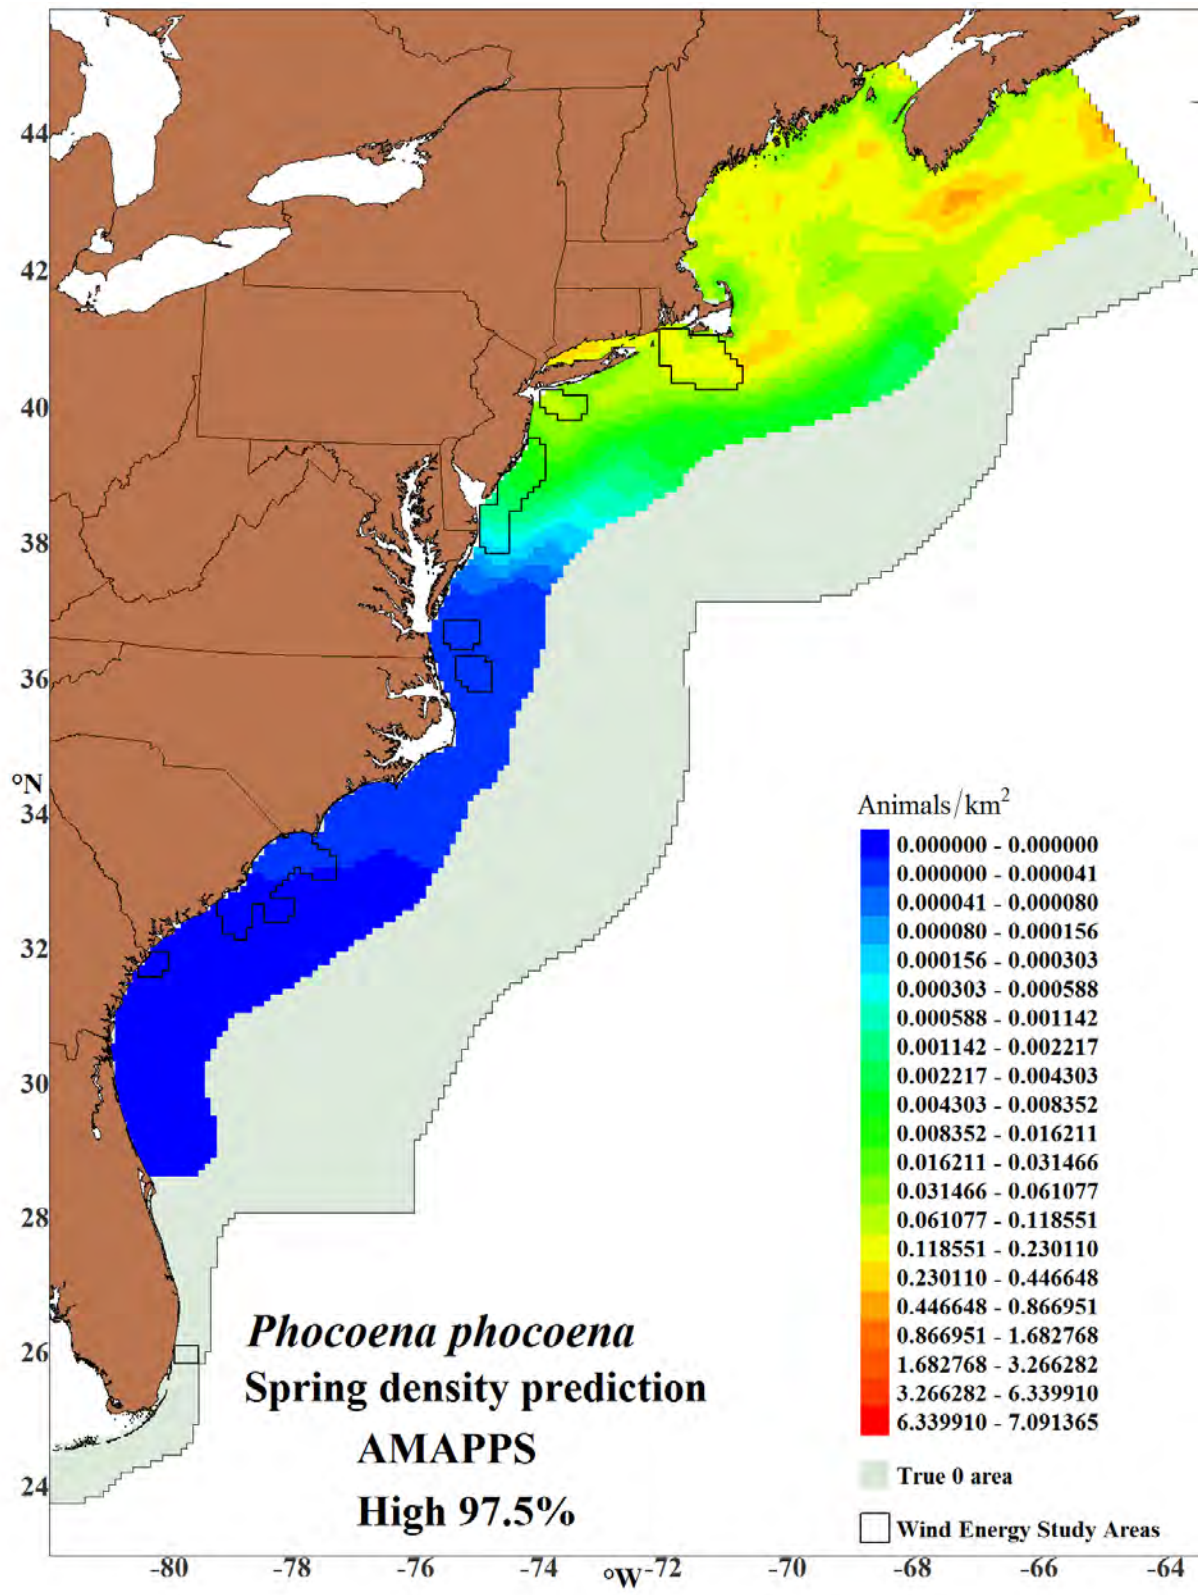 44
42
40
38
36
°N
34
32
30
28
26
24
Animals/km²
0.000000 - 0.000000
0.000000 - 0.000041
0.000041 - 0.000080
0.000080 - 0.000156
0.000156 - 0.000303
0.000303 - 0.000588
0.000588 - 0.001142
0.001142 - 0.002217
0.002217 - 0.004303
0.004303 - 0.008352
0.008352 - 0.016211
0.016211 - 0.031466
0.031466 - 0.061077
0.061077 - 0.118551
0.118551 - 0.230110
0.230110 - 0.446648
0.446648 - 0.866951
0.866951 - 1.682768
1.682768 - 3.266282
3.266282 - 6.339910
6.339910 - 7.091365
True 0 area
Wind Energy Study Areas
Phocoena phocoena
Spring density prediction
AMAPPS
High 97.5%
-80 -78 -76 -74 °W -72 -70 -68 -66 -64